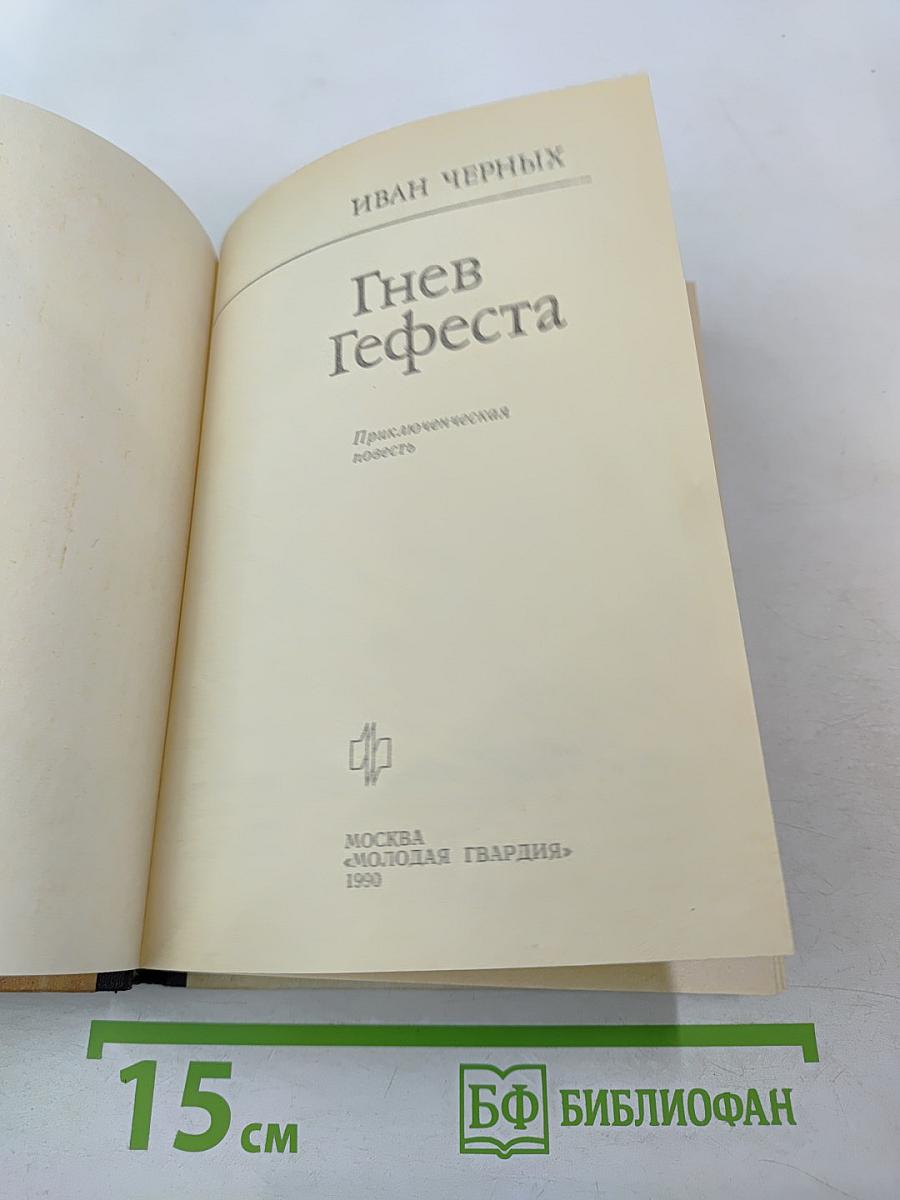 ИВАН ЧЕРНЫХ
Гнев
Гефеста
Приключенческая
повесть
МОСКВА
«МОЛОДАЯ ГВАРДИЯ»
1990
15 см
БФ БИБЛИОФАН